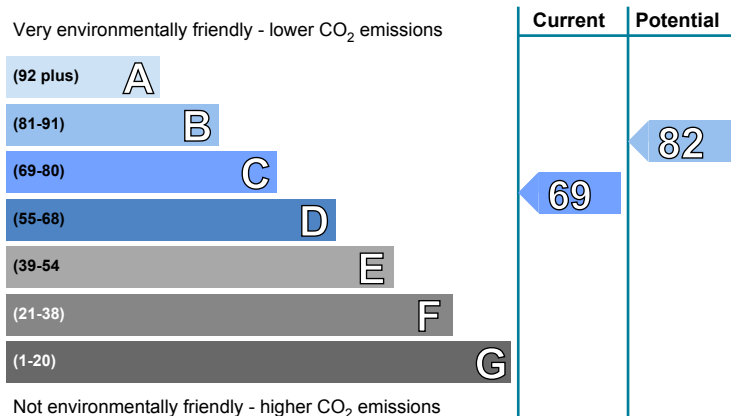 Very environmentally friendly - lower CO₂ emissions
Current
Potential
(92 plus) A
(81-91) B
(69-80) C
(55-68) D
(39-54 E
(21-38) F
(1-20) G
82
69
Not environmentally friendly - higher CO₂ emissions